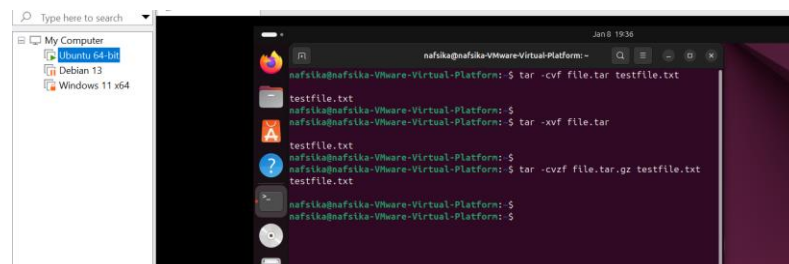 Type here to search
My Computer
Ubuntu 64-bit
Debian 13
Windows 11 x64
Jan 8 19:36
nafsika@nafsika-VMware-Virtual-Platform: ~
nafsika@nafsika-VMware-Virtual-Platform:~$ tar -cvf file.tar testfile.txt
testfile.txt
nafsika@nafsika-VMware-Virtual-Platform:~$
nafsika@nafsika-VMware-Virtual-Platform:~$ tar -xvf file.tar
testfile.txt
nafsika@nafsika-VMware-Virtual-Platform:~$
nafsika@nafsika-VMware-Virtual-Platform:~$ tar -cvzf file.tar.gz testfile.txt
testfile.txt
nafsika@nafsika-VMware-Virtual-Platform:~$
nafsika@nafsika-VMware-Virtual-Platform:~$